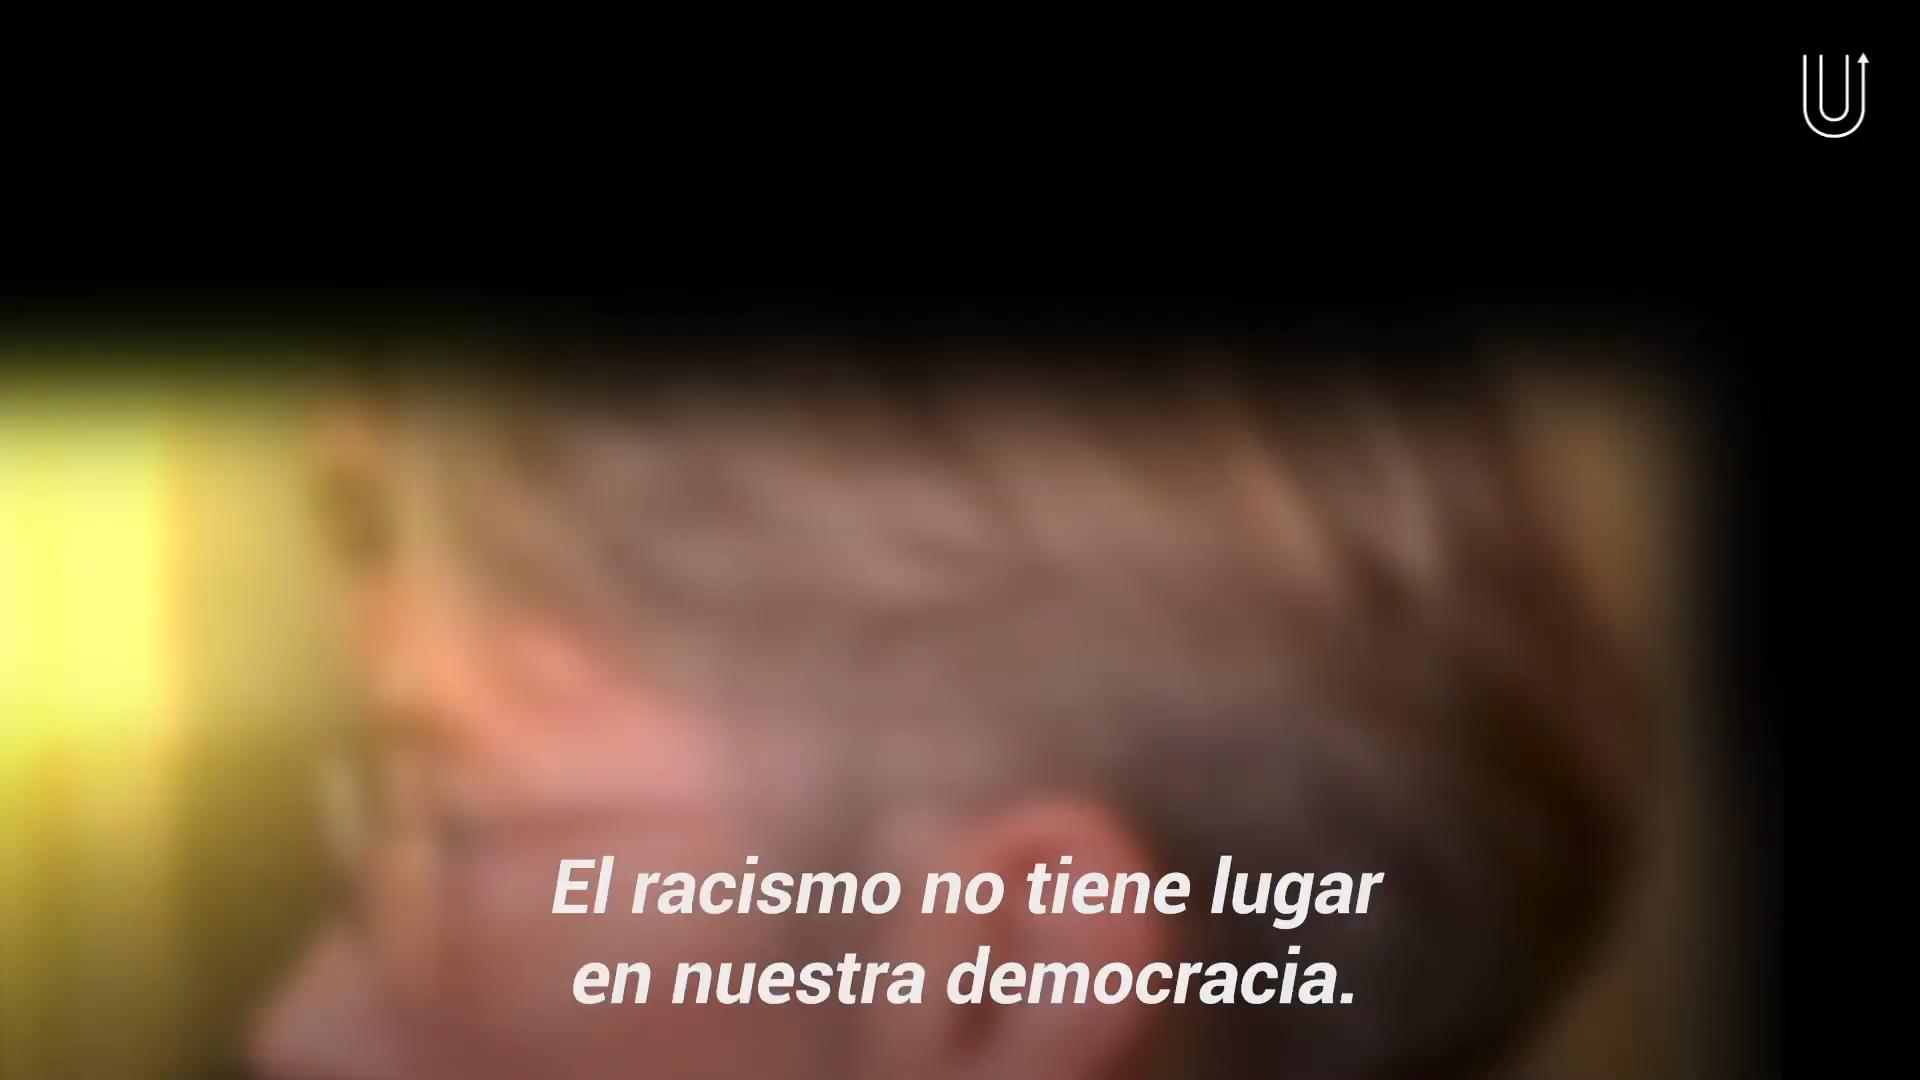 El racismo no tiene lugar
en nuestra democracia.